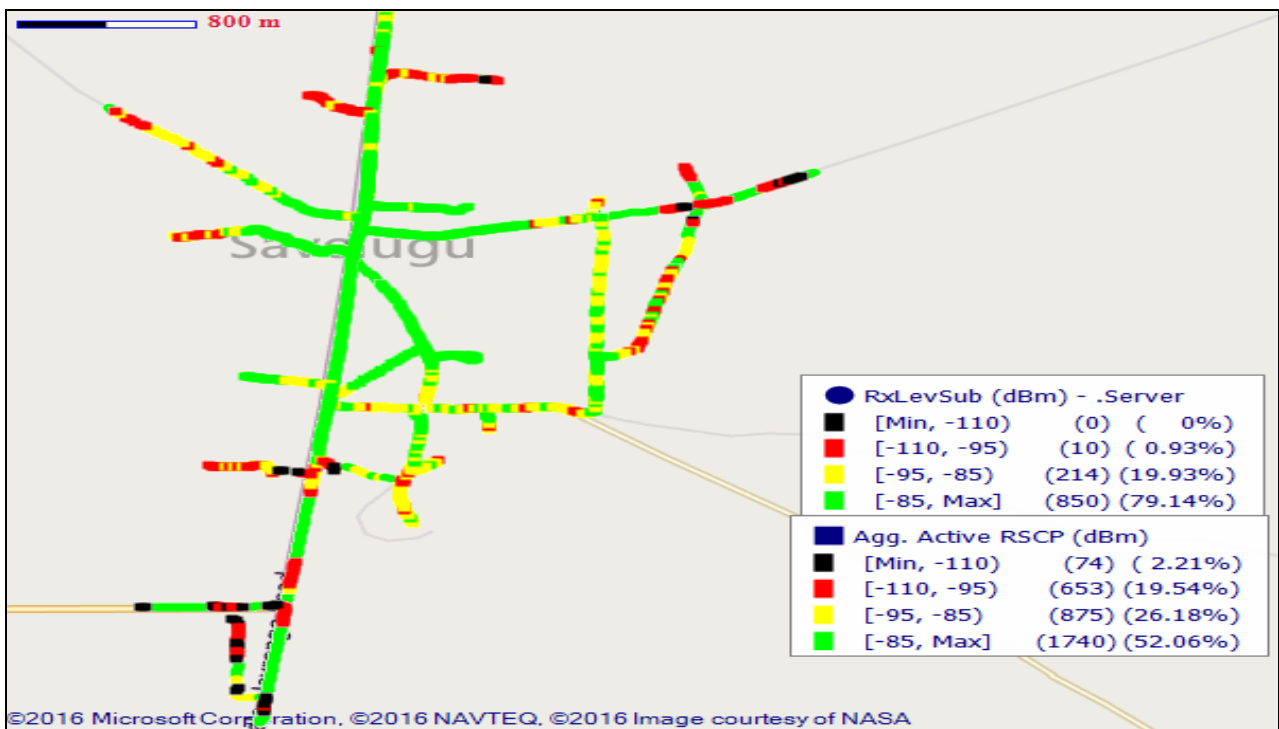 800 m
Savelugu
RxLevSub (dBm) - .Server
[Min, -110) (0) ( 0%)
[-110, -95) (10) ( 0.93%)
[-95, -85) (214) (19.93%)
[-85, Max] (850) (79.14%)
Agg. Active RSCP (dBm)
[Min, -110) (74) ( 2.21%)
[-110, -95) (653) (19.54%)
[-95, -85) (875) (26.18%)
[-85, Max] (1740) (52.06%)
©2016 Microsoft Corporation, ©2016 NAVTEQ, ©2016 Image courtesy of NASA